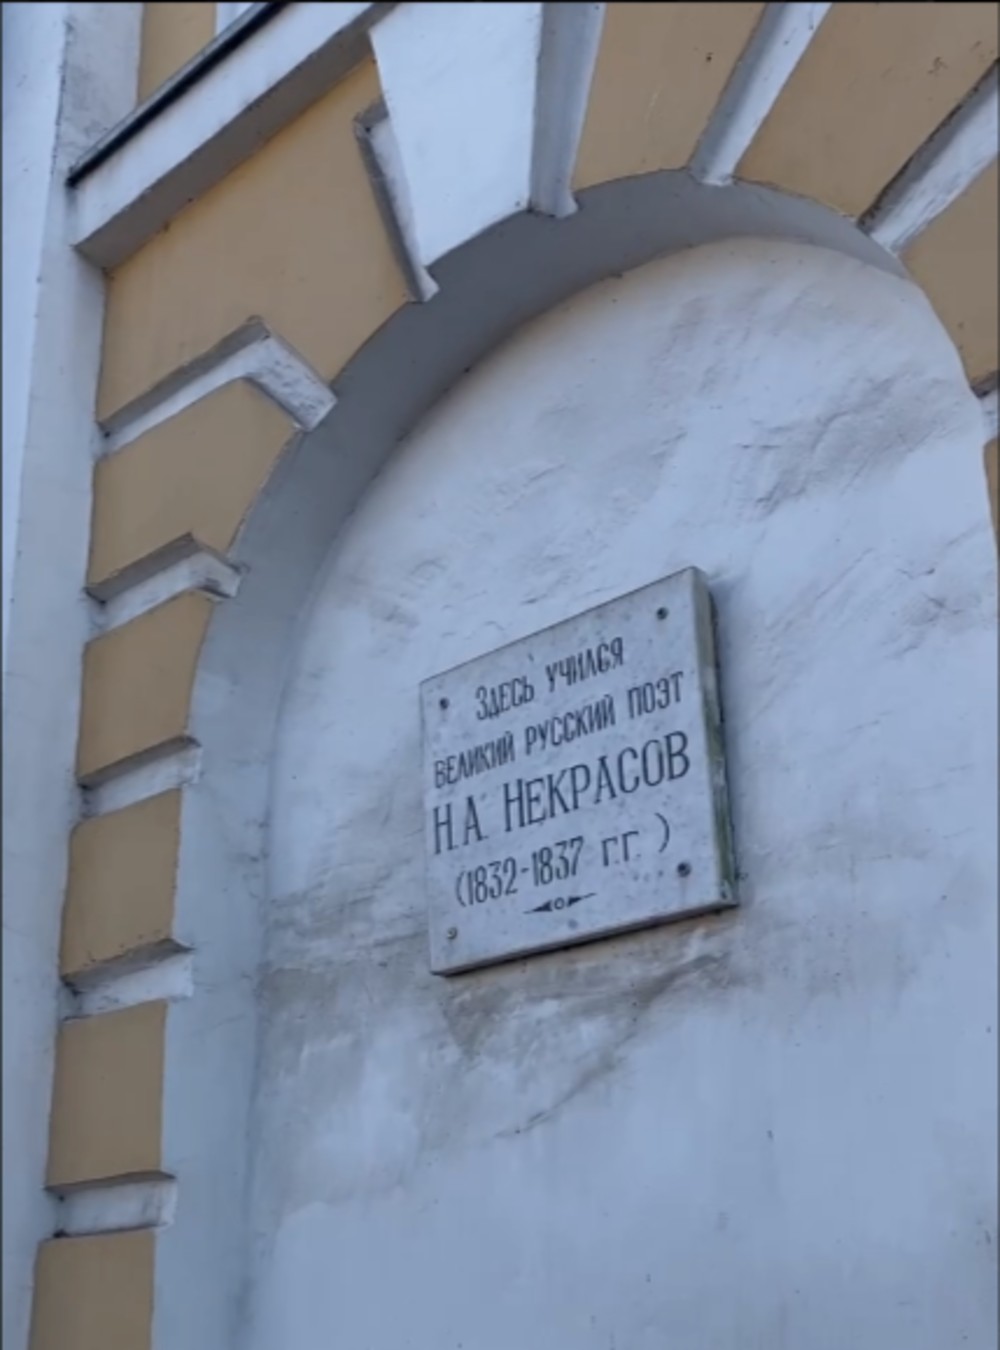 ЗДЕСЬ УЧИЛСЯ
ВЕЛИКИЙ РУССКИЙ ПОЭТ
Н.А. НЕКРАСОВ
(1832-1837 г.г. )